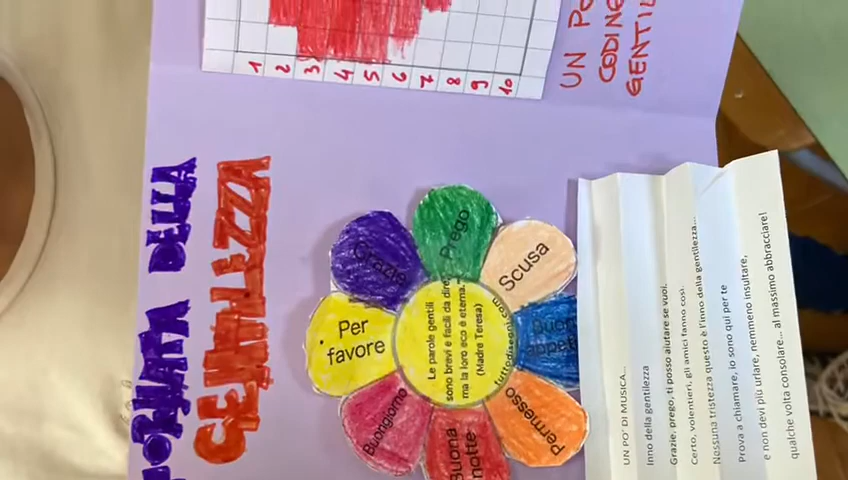 1 2 3 4 5 6 7 8 9 10
UN PO
CODING
GENTIL
DELLA
GENTILEZZA
Grazie
Prego
Scusa
Buon
appeti
Permesso
Buona
notte
Buongiorno
Per
favore
Le parole gentili
sono brevi e facili da dire,
ma la loro eco è eterna.
(Madre Teresa)
tuttodisegni.com
UN PO' DI MUSICA...
Inno della gentilezza
Grazie, prego, ti posso aiutare se vuoi.
Certo, volentieri, gli amici fanno così.
Nessuna tristezza questo è l'inno della gentilezza...
Prova a chiamare, io sono qui per te
e non devi più urlare, nemmeno insultare,
qualche volta consolare... al massimo abbracciare!